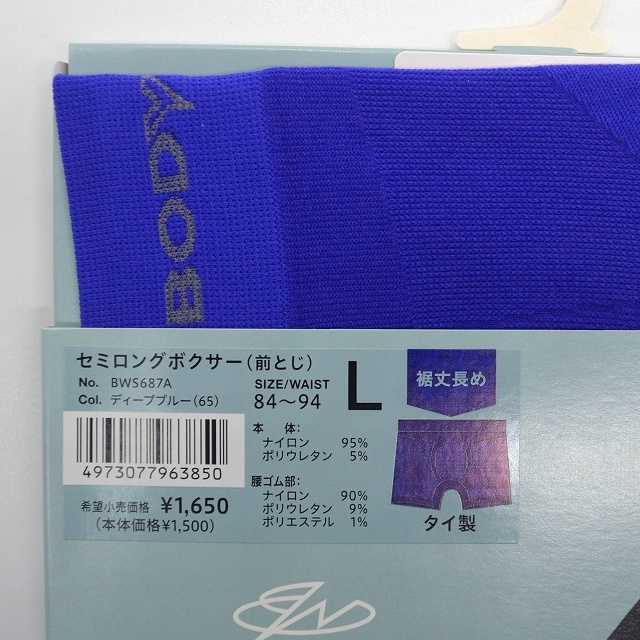 BODY
セミロングボクサー(前とじ)
No. BWS687A
Col. ディープブルー(65)
SIZE/WAIST
84〜94
L
裾丈長め
4973077963850
希望小売価格 ¥1,650
(本体価格¥1,500)
本 体:
ナイロン 95%
ポリウレタン 5%
腰ゴム部:
ナイロン 90%
ポリウレタン 9%
ポリエステル 1%
タイ製